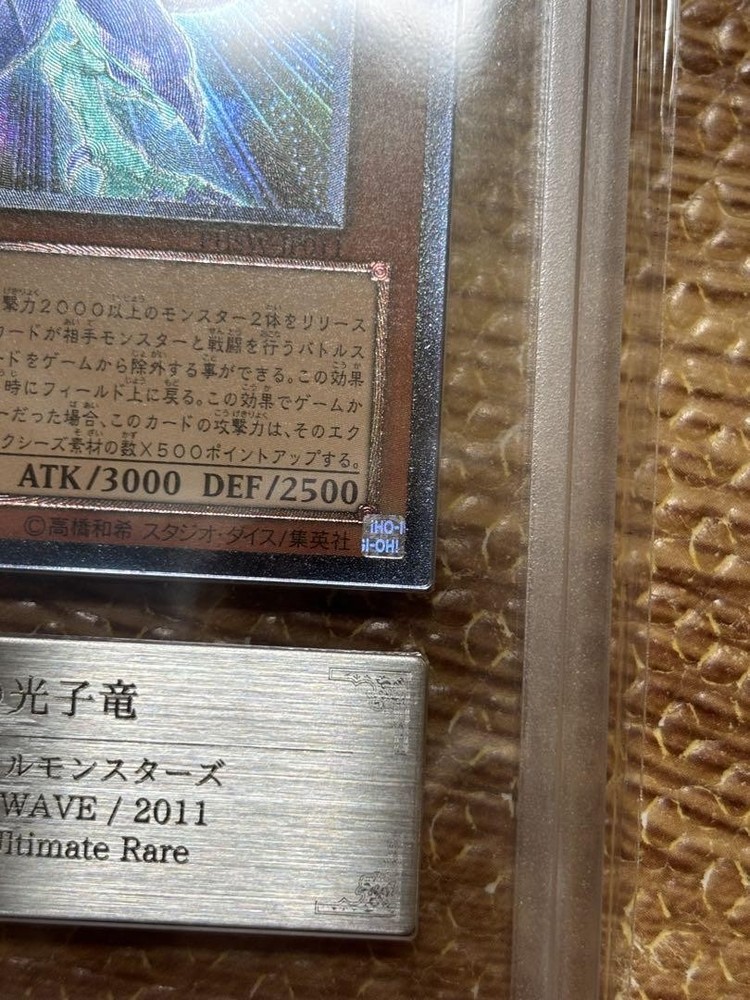 PHSW-JP011
撃力2000以上のモンスター2体をリリース
カードが相手モンスターと戦闘を行うバトルス
ードをゲームから除外する事ができる。この効果
時にフィールド上に戻る。この効果でゲームか
ーだった場合、このカードの攻撃力は、そのエク
クシーズ素材の数×500ポイントアップする。
ATK/3000 DEF/2500
©高橋和希 スタジオ・ダイス/集英社
光子竜
ルモンスターズ
WAVE / 2011
Ultimate Rare